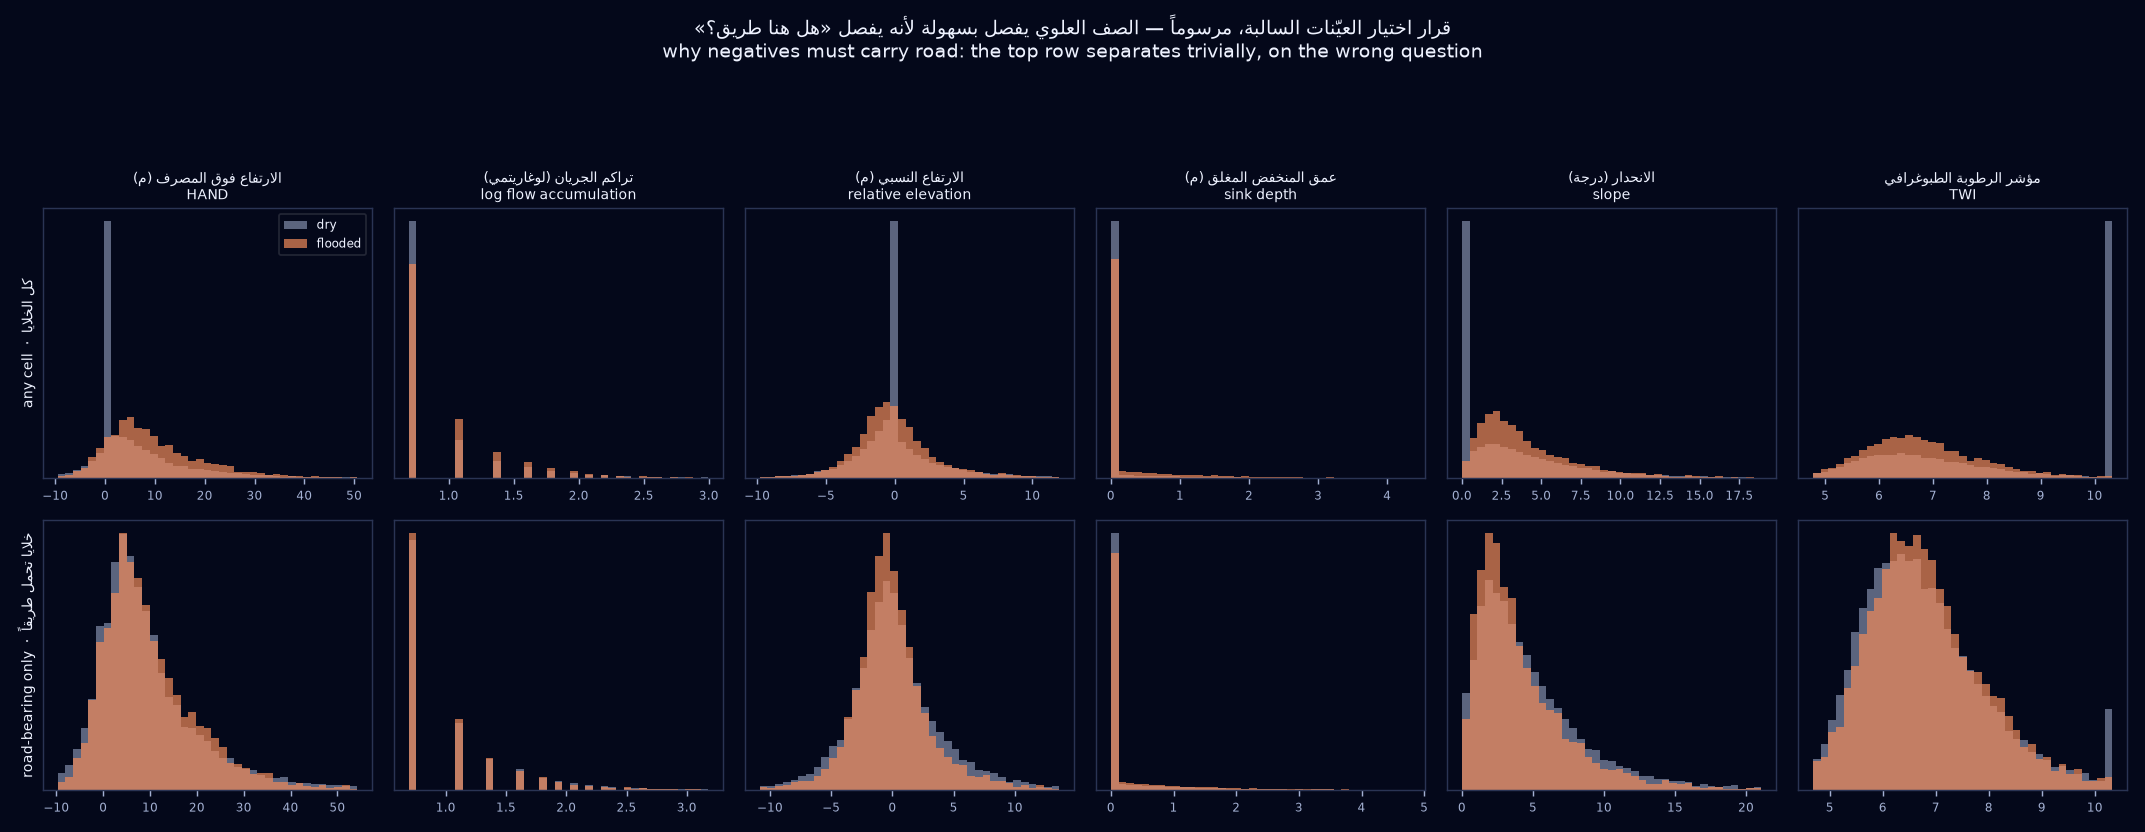 قرار اختيار العيّنات السالبة، مرسوماً — الصف العلوي يفصل بسهولة لأنه يفصل «هل هنا طريق؟»
why negatives must carry road: the top row separates trivially, on the wrong question
الارتفاع فوق المصرف (م)
HAND
تراكم الجريان (لوغاريتمي)
log flow accumulation
الارتفاع النسبي (م)
relative elevation
عمق المنخفض المغلق (م)
sink depth
الانحدار (درجة)
slope
مؤشر الرطوبة الطبوغرافي
TWI
any cell · كل الخلايا
dry
flooded
−10 0 10 20 30 40 50
1.0 1.5 2.0 2.5 3.0
−10 −5 0 5 10
0 1 2 3 4
0.0 2.5 5.0 7.5 10.0 12.5 15.0 17.5
5 6 7 8 9 10
road-bearing only · خلايا تحمل طريقاً
−10 0 10 20 30 40 50
1.0 1.5 2.0 2.5 3.0
−10 −5 0 5 10
0 1 2 3 4 5
0 5 10 15 20
5 6 7 8 9 10